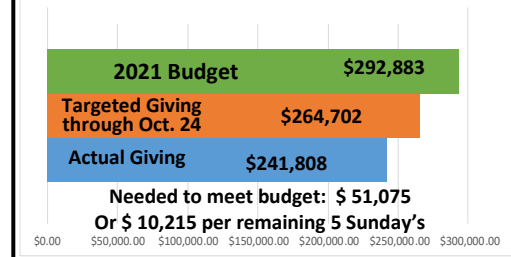 2021 Budget $292,883
Targeted Giving
through Oct. 24 $264,702
Actual Giving $241,808
Needed to meet budget: $ 51,075
Or $ 10,215 per remaining 5 Sunday's
$0.00 $50,000.00 $100,000.00 $150,000.00 $200,000.00 $250,000.00 $300,000.00